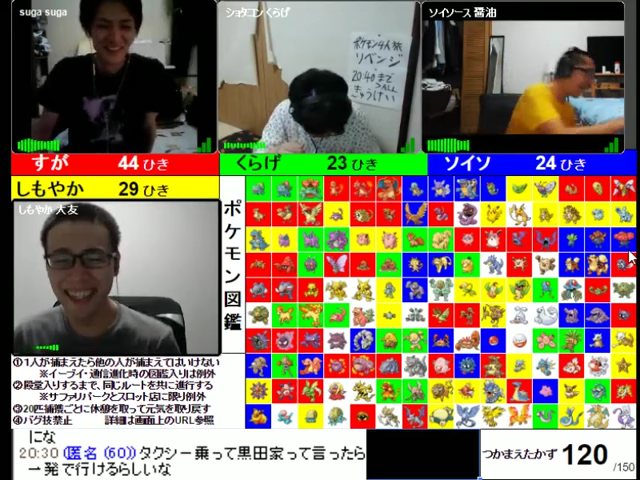 suga suga
ショタコン くらげ
ソイソース 醤油
ポケモン4人旅
リベンジ
20:40まで
きゅうけい
すが 44 ひき
くらげ 23 ひき
ソイソ 24 ひき
しもやか 29 ひき
しもやか 大友
ポケモン図鑑
①1人が捕まえたら他の人が捕まえてはいけない
※イーブイ・通信進化時の図鑑入りは例外
②殿堂入りするまで、同じルートを共に進行する
※サファリパークとスロット店に限り例外
③20匹捕獲ごとに休憩を取って元気を取り戻す
④バグ技禁止 詳細は画面上のURL参照
にな
20:30 (匿名 (60)) タクシー乗って黒田家って言ったら
一発で行けるらしいな
つかまえたかず 120 /150